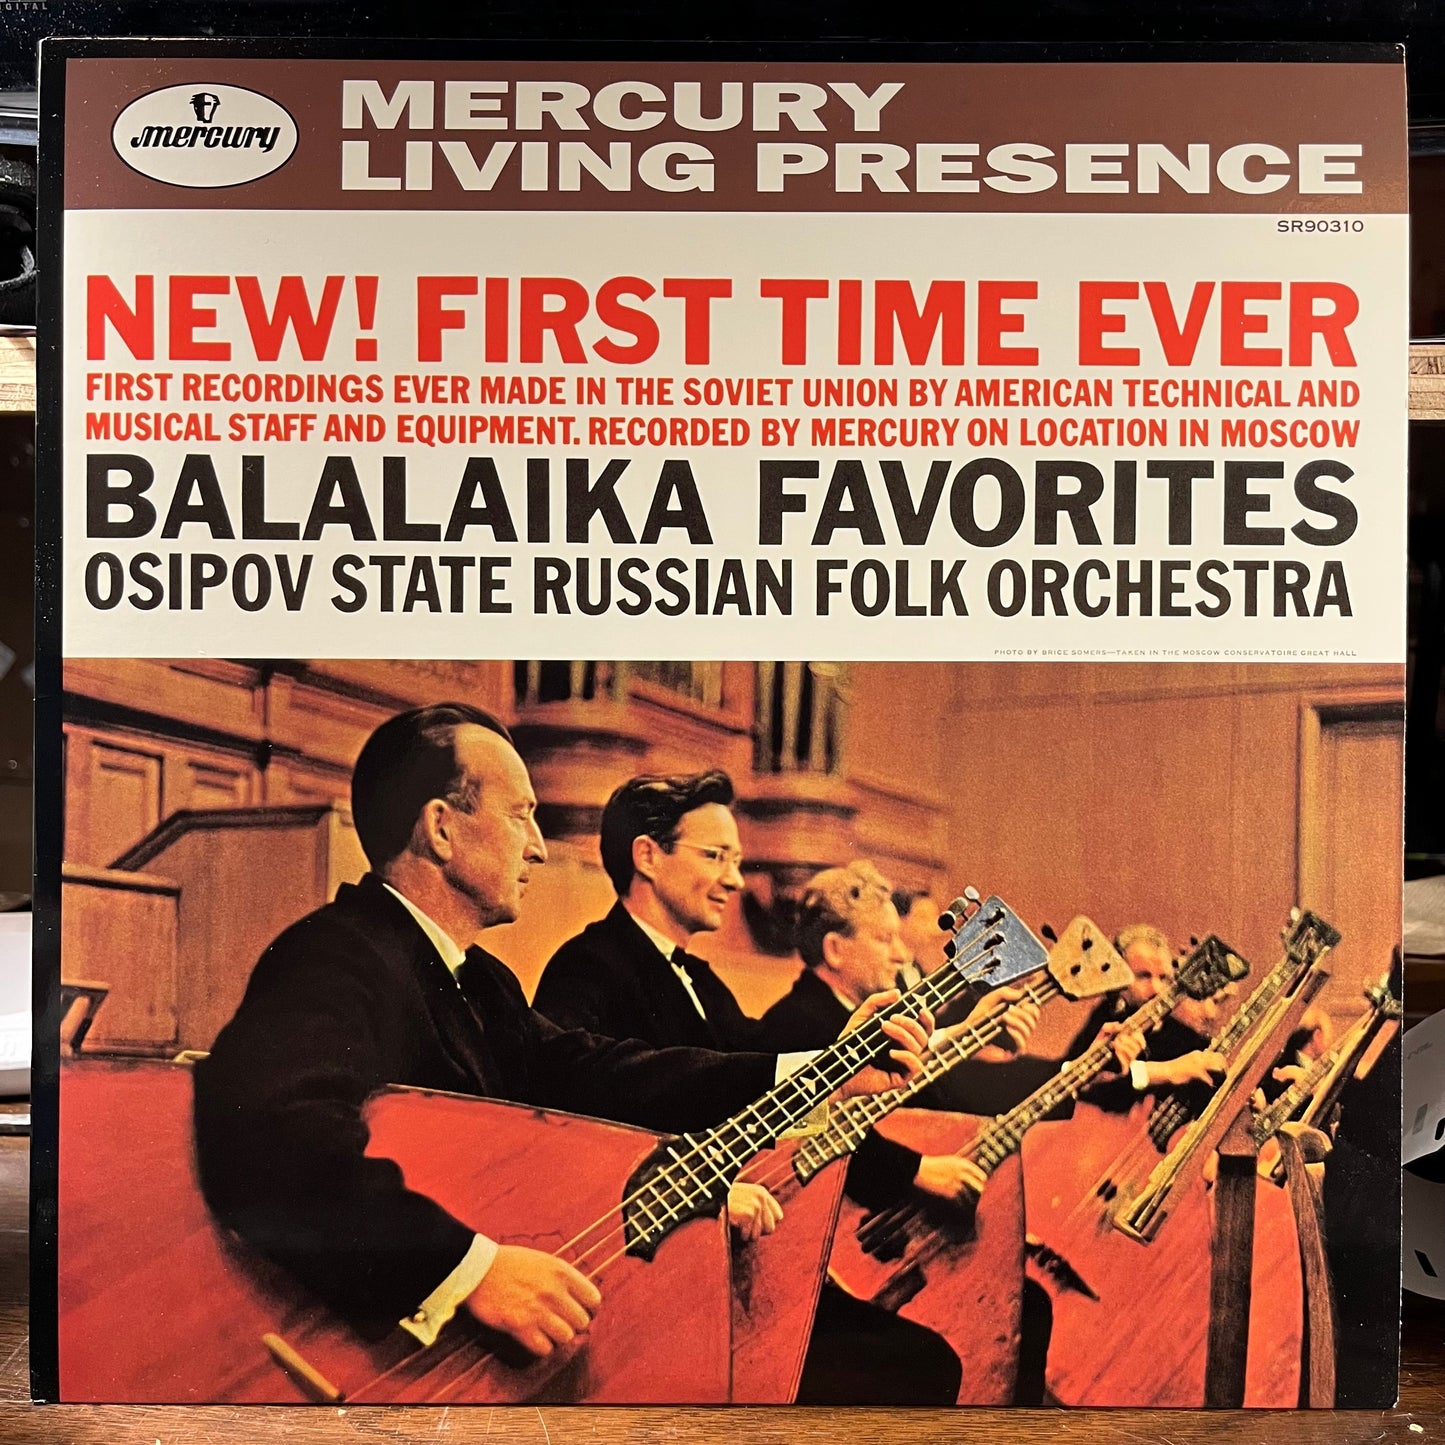 IGITAL
mercury
MERCURY
LIVING PRESENCE
SR90310
NEW! FIRST TIME EVER
FIRST RECORDINGS EVER MADE IN THE SOVIET UNION BY AMERICAN TECHNICAL AND
MUSICAL STAFF AND EQUIPMENT. RECORDED BY MERCURY ON LOCATION IN MOSCOW
BALALAIKA FAVORITES
OSIPOV STATE RUSSIAN FOLK ORCHESTRA
PHOTO BY BRICE SOMERS—TAKEN IN THE MOSCOW CONSERVATOIRE GREAT HALL